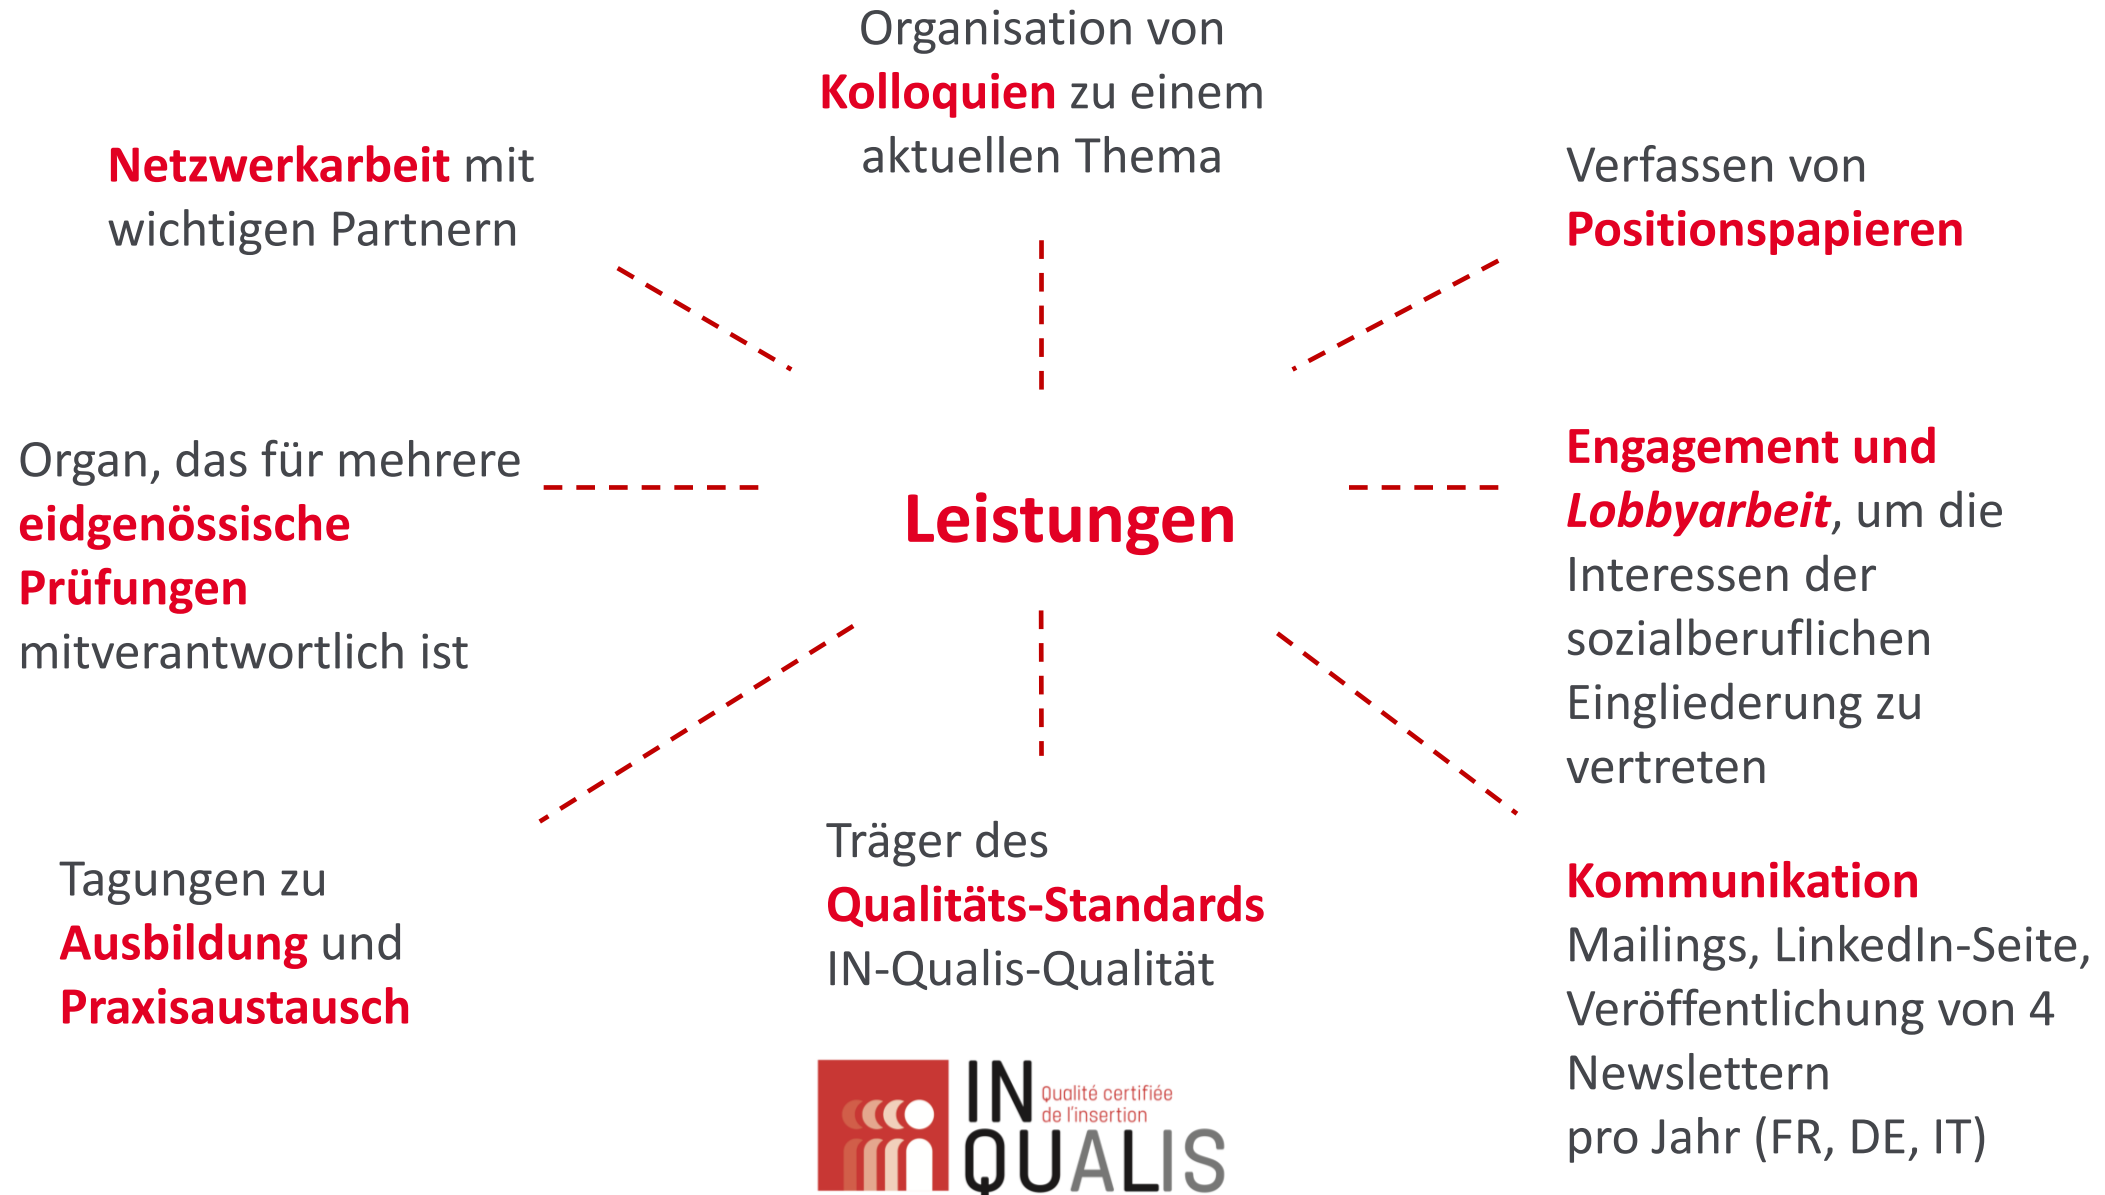 Organisation von
Kolloquien zu einem
aktuellen Thema
Netzwerkarbeit mit
wichtigen Partnern
Verfassen von
Positionspapieren
Organ, das für mehrere
eidgenössische
Prüfungen
mitverantwortlich ist
Leistungen
Engagement und
Lobbyarbeit, um die
Interessen der
sozialberuflichen
Eingliederung zu
vertreten
Tagungen zu
Ausbildung und
Praxisaustausch
Träger des
Qualitäts-Standards
IN-Qualis-Qualität
Kommunikation
Mailings, LinkedIn-Seite,
Veröffentlichung von 4
Newslettern
pro Jahr (FR, DE, IT)
IN
Qualité certifiée
de l'insertion
QUALIS